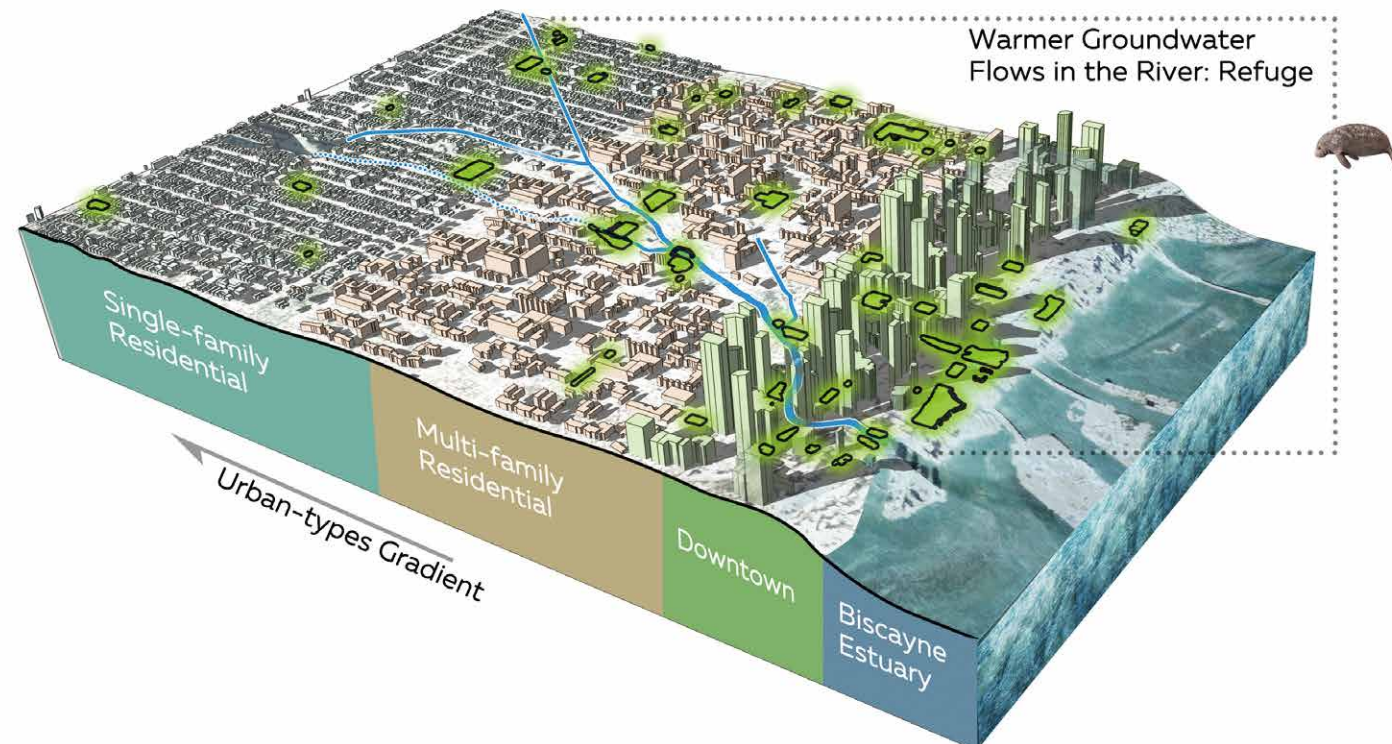 Warmer Groundwater
Flows in the River: Refuge
Single-family
Residential
Multi-family
Residential
Downtown
Biscayne
Estuary
Urban-types Gradient